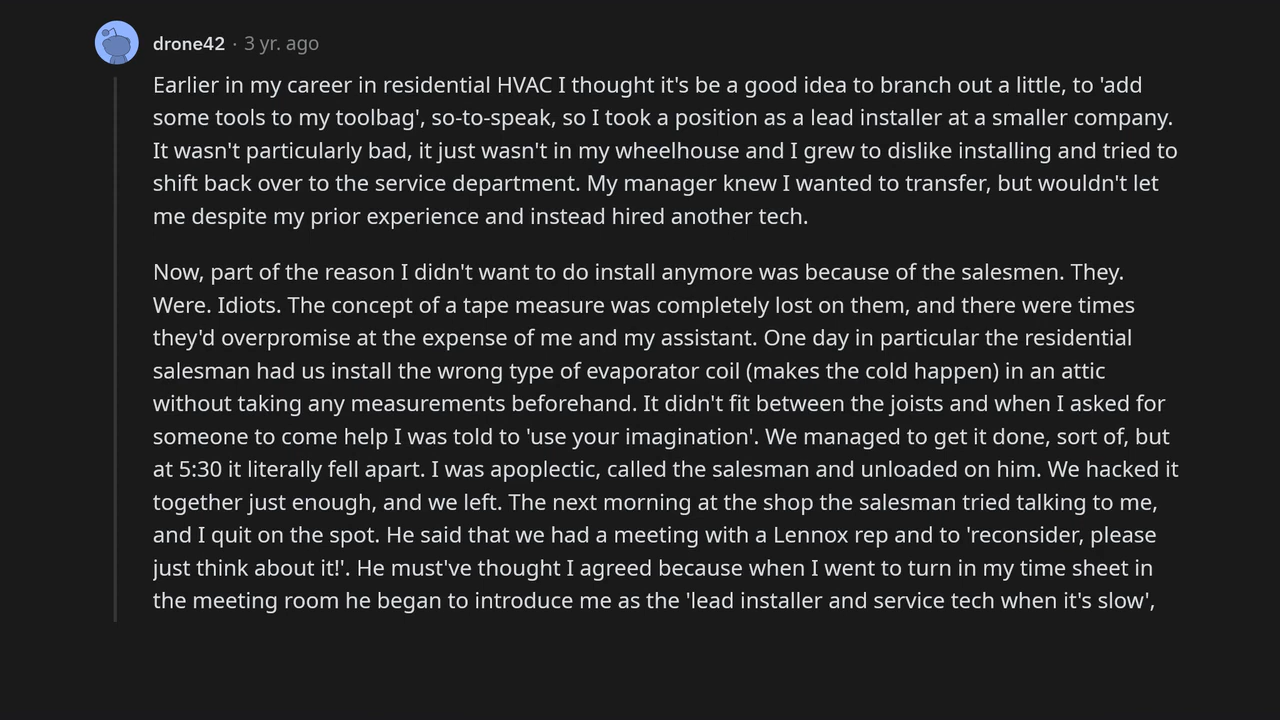 drone42 · 3 yr. ago
Earlier in my career in residential HVAC I thought it's be a good idea to branch out a little, to 'add
some tools to my toolbag', so-to-speak, so I took a position as a lead installer at a smaller company.
It wasn't particularly bad, it just wasn't in my wheelhouse and I grew to dislike installing and tried to
shift back over to the service department. My manager knew I wanted to transfer, but wouldn't let
me despite my prior experience and instead hired another tech.
Now, part of the reason I didn't want to do install anymore was because of the salesmen. They.
Were. Idiots. The concept of a tape measure was completely lost on them, and there were times
they'd overpromise at the expense of me and my assistant. One day in particular the residential
salesman had us install the wrong type of evaporator coil (makes the cold happen) in an attic
without taking any measurements beforehand. It didn't fit between the joists and when I asked for
someone to come help I was told to 'use your imagination'. We managed to get it done, sort of, but
at 5:30 it literally fell apart. I was apoplectic, called the salesman and unloaded on him. We hacked it
together just enough, and we left. The next morning at the shop the salesman tried talking to me,
and I quit on the spot. He said that we had a meeting with a Lennox rep and to 'reconsider, please
just think about it!'. He must've thought I agreed because when I went to turn in my time sheet in
the meeting room he began to introduce me as the 'lead installer and service tech when it's slow',